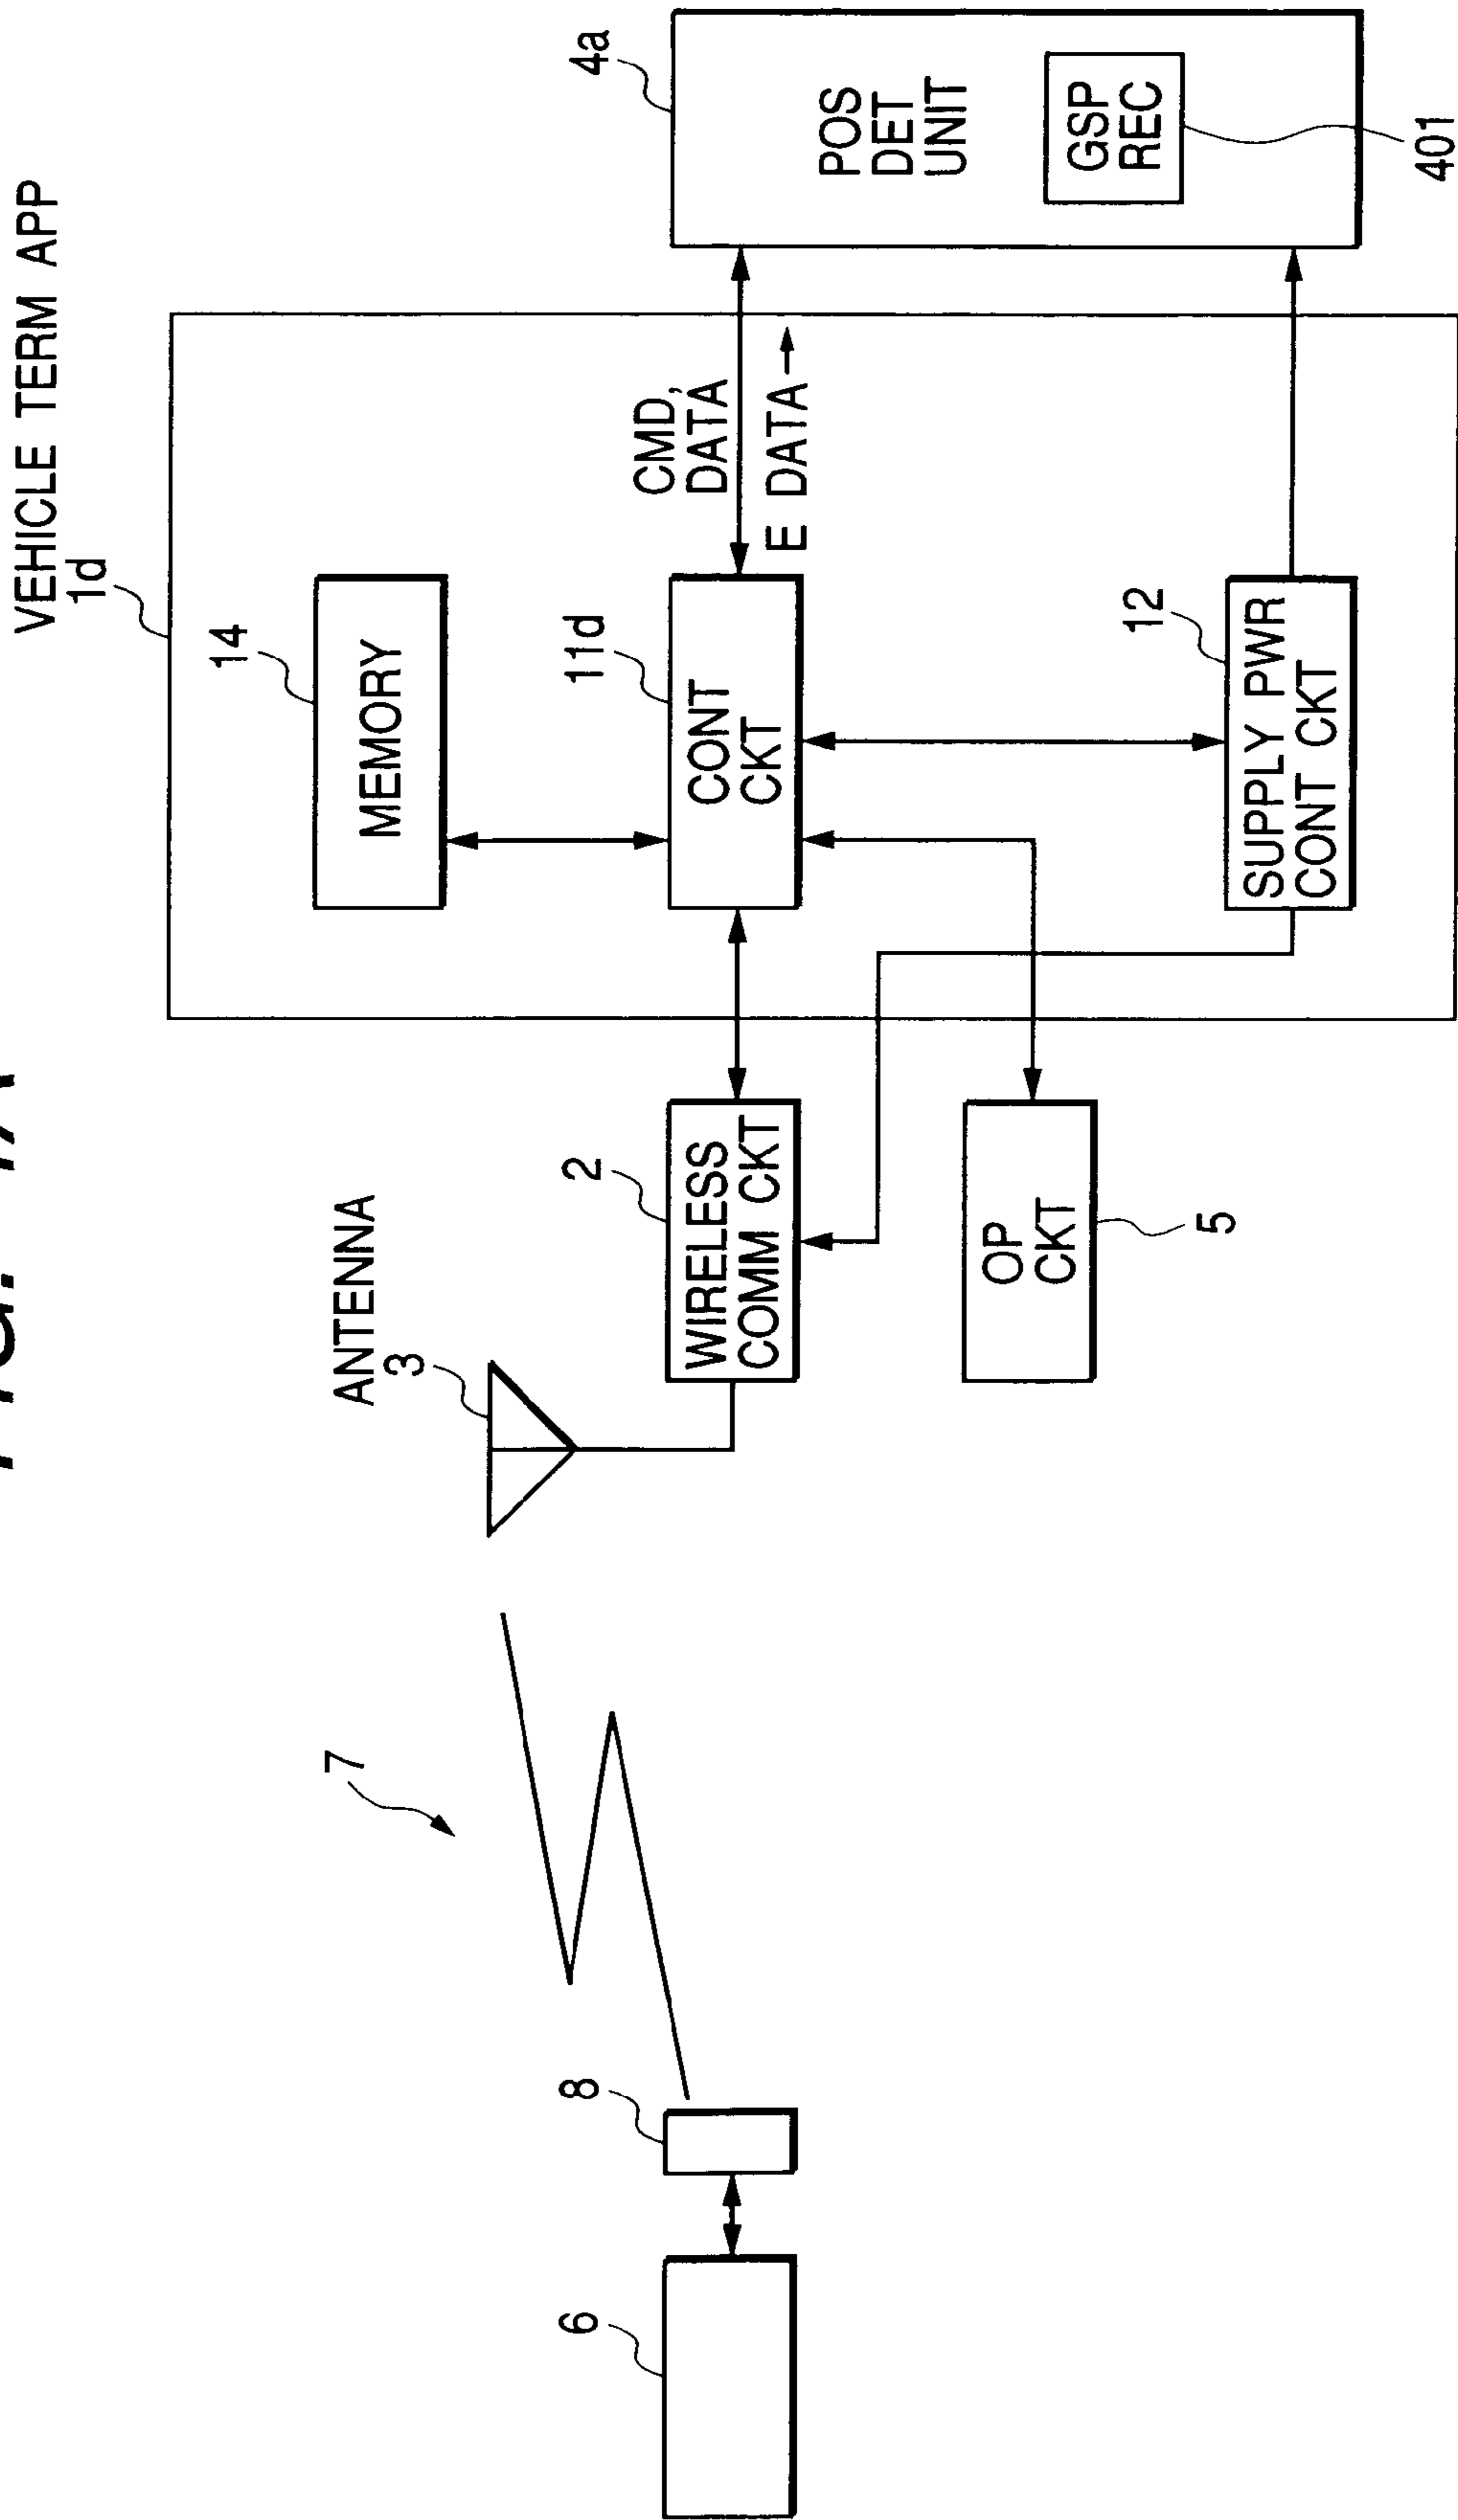 VEHICLE TERM APP
1d
14
MEMORY
11d
CONT
CKT
CMD,
DATA
E DATA
12
SUPPLY PWR
CONT CKT
4a
POS
DET
UNIT
GSP
REC
401
ANTENNA
3
2
WIRELESS
COMM CKT
OP
CKT
5
7
8
6